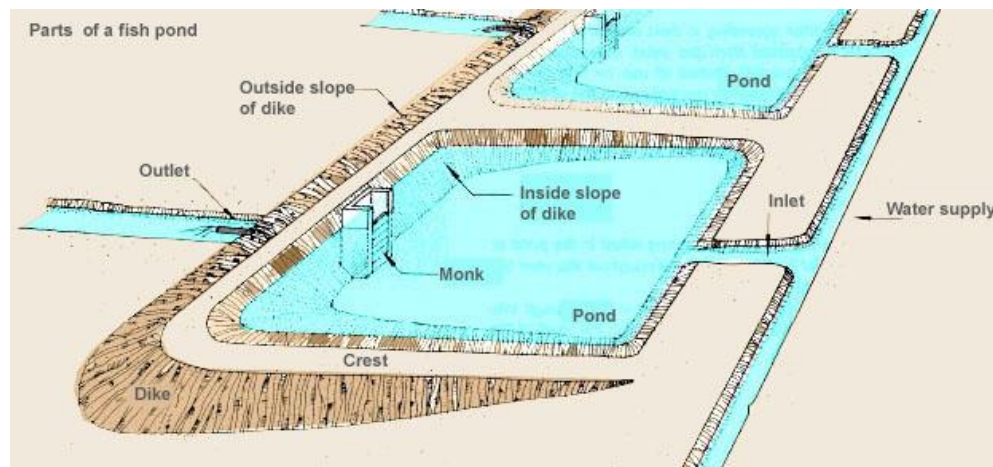 Parts of a fish pond
Outside slope
of dike
Pond
Outlet
Inside slope
of dike
Inlet
Water supply
Monk
Pond
Crest
Dike